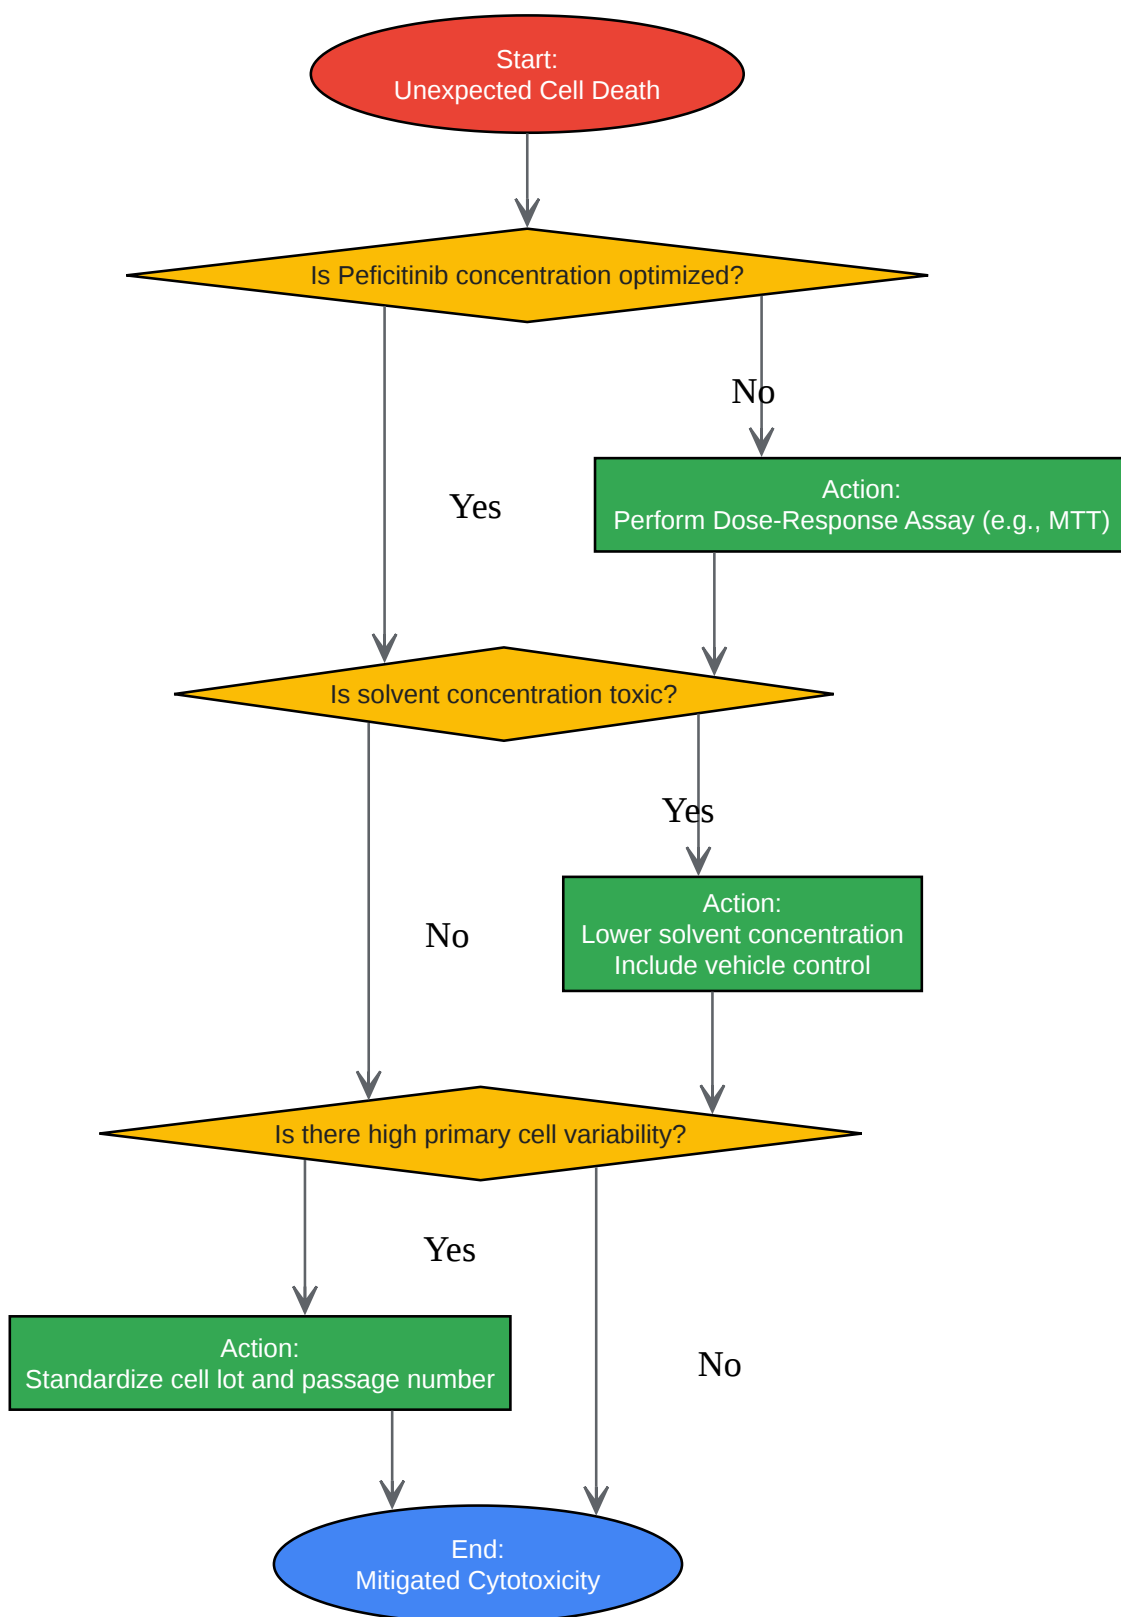 Start:
Unexpected Cell Death
Is Peficitinib concentration optimized?
No
Action:
Perform Dose-Response Assay (e.g., MTT)
Yes
Is solvent concentration toxic?
Yes
Action:
Lower solvent concentration
Include vehicle control
No
Is there high primary cell variability?
Yes
Action:
Standardize cell lot and passage number
No
End:
Mitigated Cytotoxicity